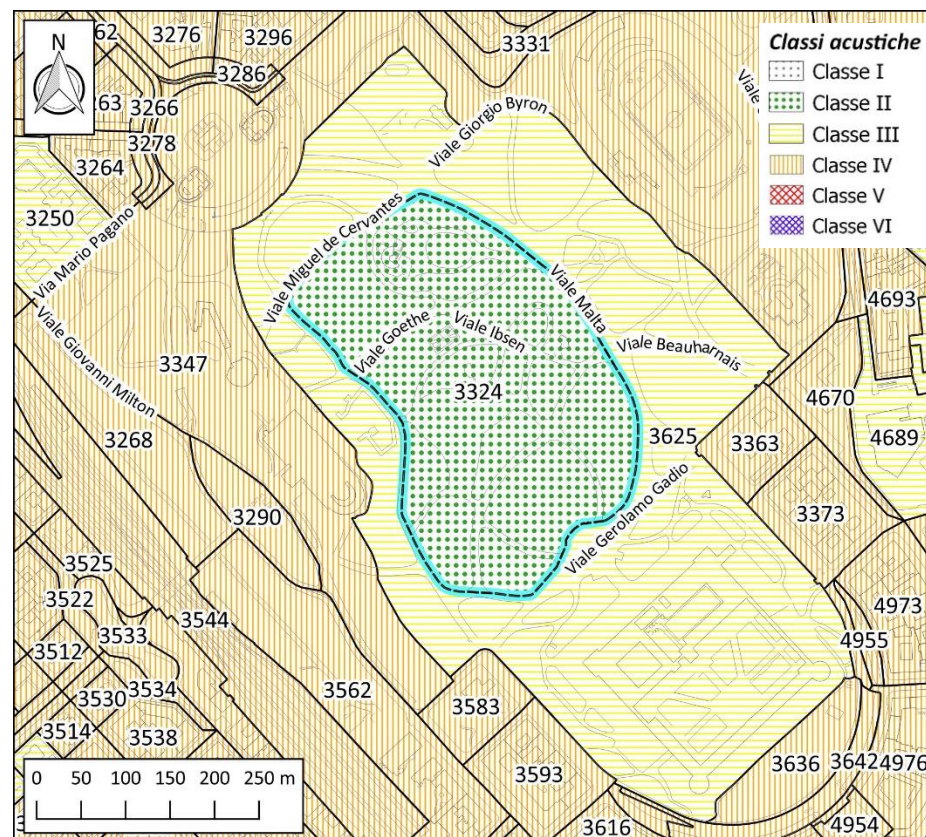 3276
3296
3331
3286
3266
3278
3264
3250
N
Classi acustiche
Classe I
Classe II
Classe III
Classe IV
Classe V
Classe VI
Viale Giorgio Byron
Viale Miguel de Cervantes
Via Mario Pagano
Viale Giovanni Milton
Viale Goethe
Viale Ibsen
Viale Malta
Viale Beauharnais
Viale Gerolamo Gadio
4693
3347
3324
4670
3268
3625
3363
4689
3290
3373
3525
3522
3544
4973
3533
4955
3512
3534
3530
3562
3583
3514
3538
3593
3636
3642
4976
3616
4954
0 50 100 150 200 250 m